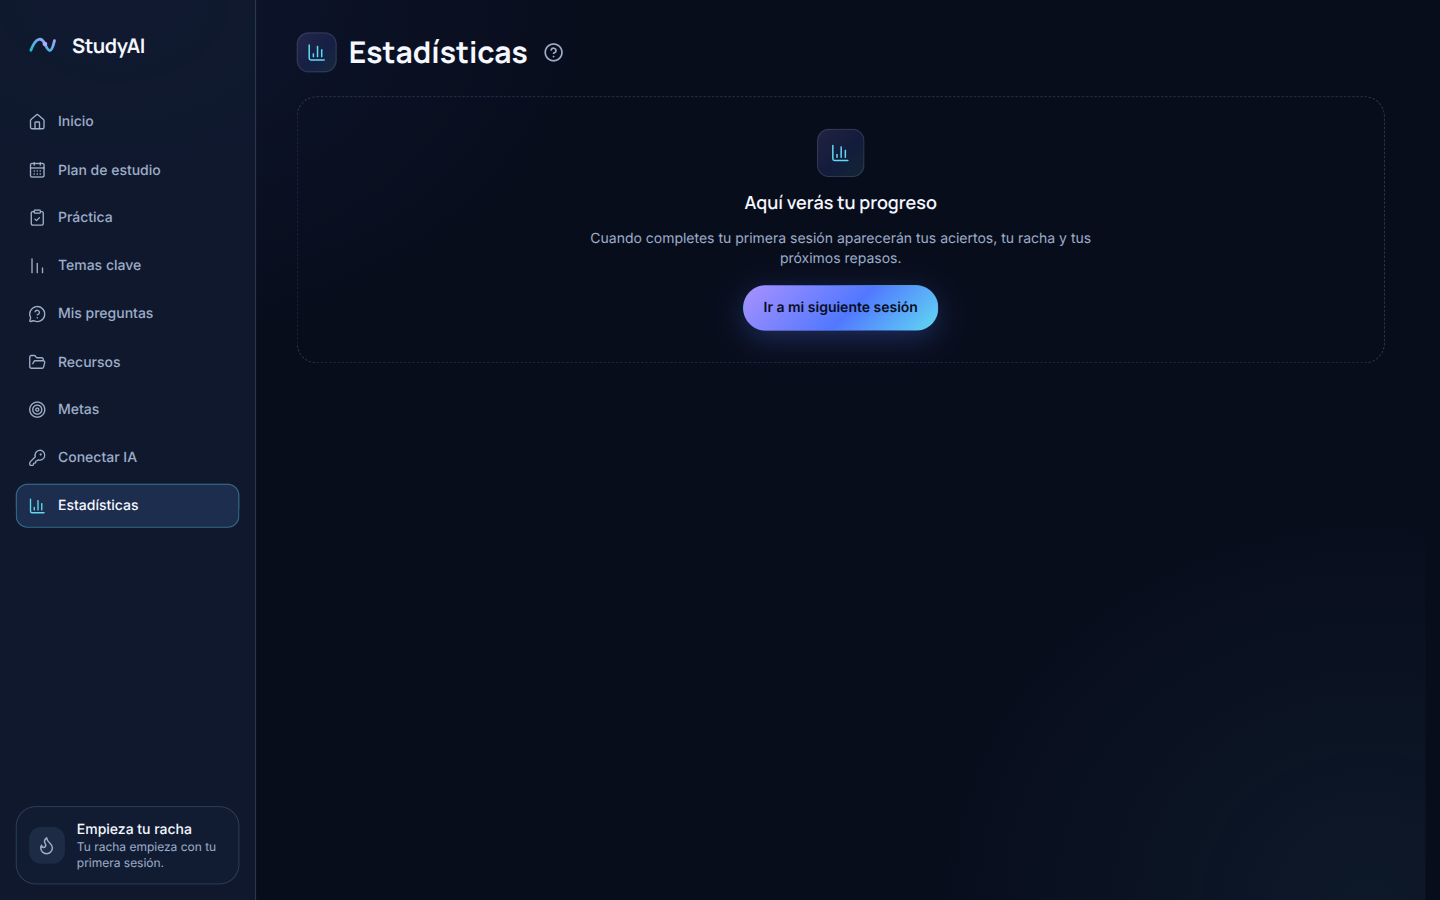 StudyAI
Inicio
Plan de estudio
Práctica
Temas clave
Mis preguntas
Recursos
Metas
Conectar IA
Estadísticas
Empieza tu racha
Tu racha empieza con tu
primera sesión.
Estadísticas
Aquí verás tu progreso
Cuando completes tu primera sesión aparecerán tus aciertos, tu racha y tus
próximos repasos.
Ir a mi siguiente sesión